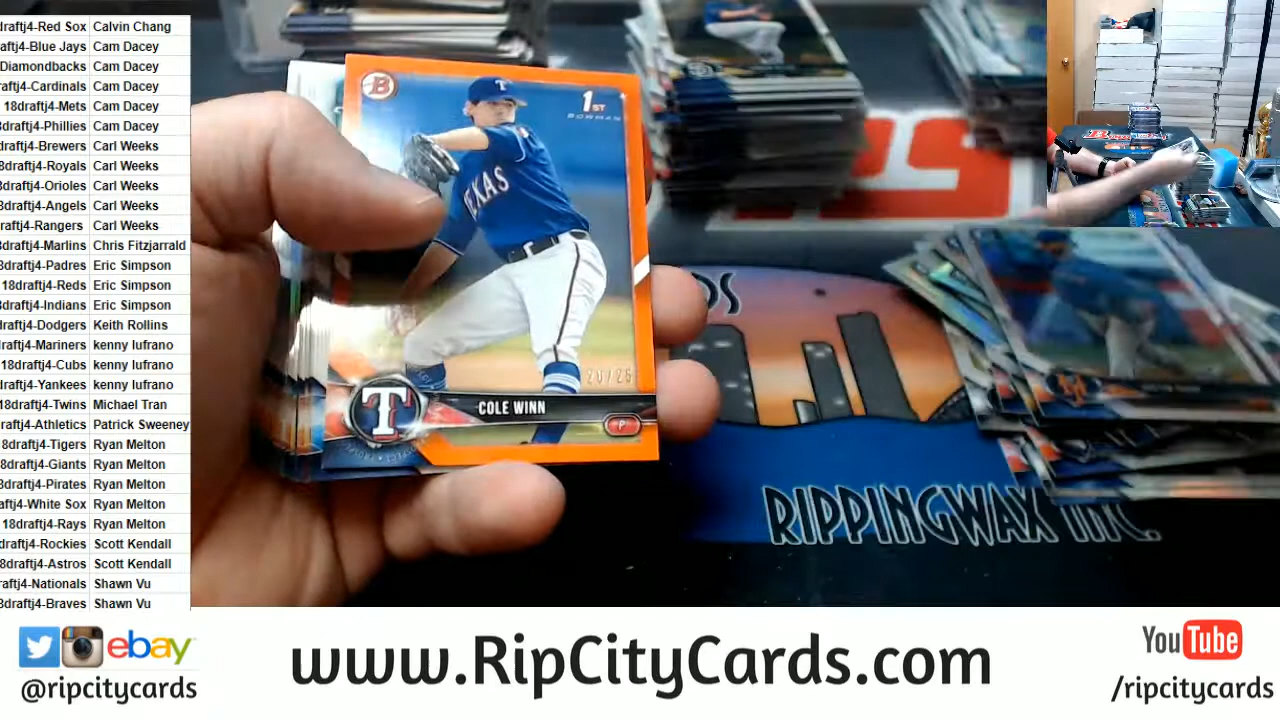 draftj4-Red Sox Calvin Chang
aftj4-Blue Jays Cam Dacey
Diamondbacks Cam Dacey
raftj4-Cardinals Cam Dacey
18draftj4-Mets Cam Dacey
8draftj4-Phillies Cam Dacey
draftj4-Brewers Carl Weeks
8draftj4-Royals Carl Weeks
draftj4-Orioles Carl Weeks
8draftj4-Angels Carl Weeks
draftj4-Rangers Carl Weeks
8draftj4-Marlins Chris Fitzjarrald
8draftj4-Padres Eric Simpson
18draftj4-Reds Eric Simpson
8draftj4-Indians Eric Simpson
draftj4-Dodgers Keith Rollins
raftj4-Mariners kenny lufrano
18draftj4-Cubs kenny lufrano
raftj4-Yankees kenny lufrano
18draftj4-Twins Michael Tran
raftj4-Athletics Patrick Sweeney
8draftj4-Tigers Ryan Melton
8draftj4-Giants Ryan Melton
8draftj4-Pirates Ryan Melton
aftj4-White Sox Ryan Melton
18draftj4-Rays Ryan Melton
draftj4-Rockies Scott Kendall
8draftj4-Astros Scott Kendall
raftj4-Nationals Shawn Vu
8draftj4-Braves Shawn Vu
B
1ST
BOWMAN
TEXAS
T
COLE WINN
P
RIPPINGWAX INC.
ebay
@ripcitycards
www.RipCityCards.com
YouTube
/ripcitycards